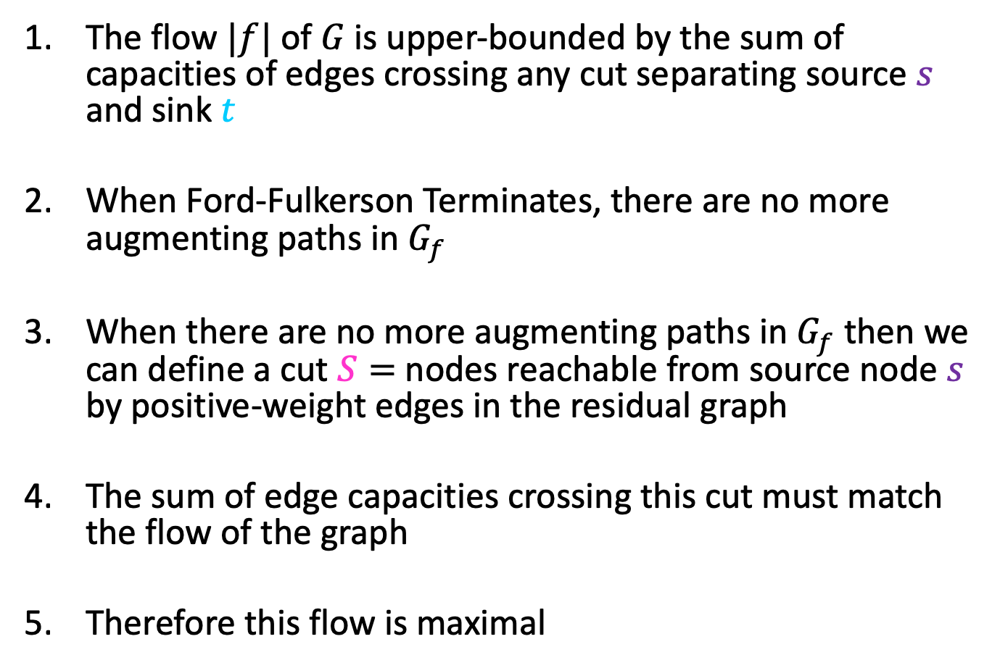 1. The flow |f| of G is upper-bounded by the sum of
capacities of edges crossing any cut separating source s
and sink t
2. When Ford-Fulkerson Terminates, there are no more
augmenting paths in G_f
3. When there are no more augmenting paths in G_f then we
can define a cut S = nodes reachable from source node s
by positive-weight edges in the residual graph
4. The sum of edge capacities crossing this cut must match
the flow of the graph
5. Therefore this flow is maximal